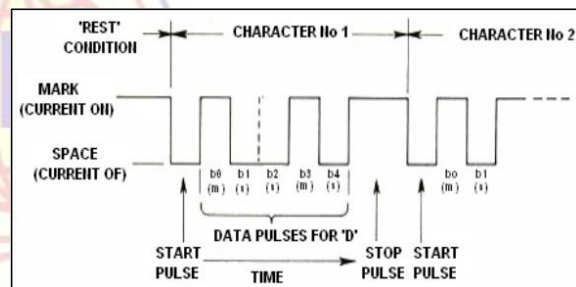 'REST'
CONDITION
CHARACTER No 1
CHARACTER No 2
MARK
(CURRENT ON)
SPACE
(CURRENT OF)
b0 b1 b2 b3 b4
(m) (s) (s) (m) (s)
bo b1
(m) (s)
DATA PULSES FOR 'D'
START
PULSE
TIME
STOP
PULSE
START
PULSE